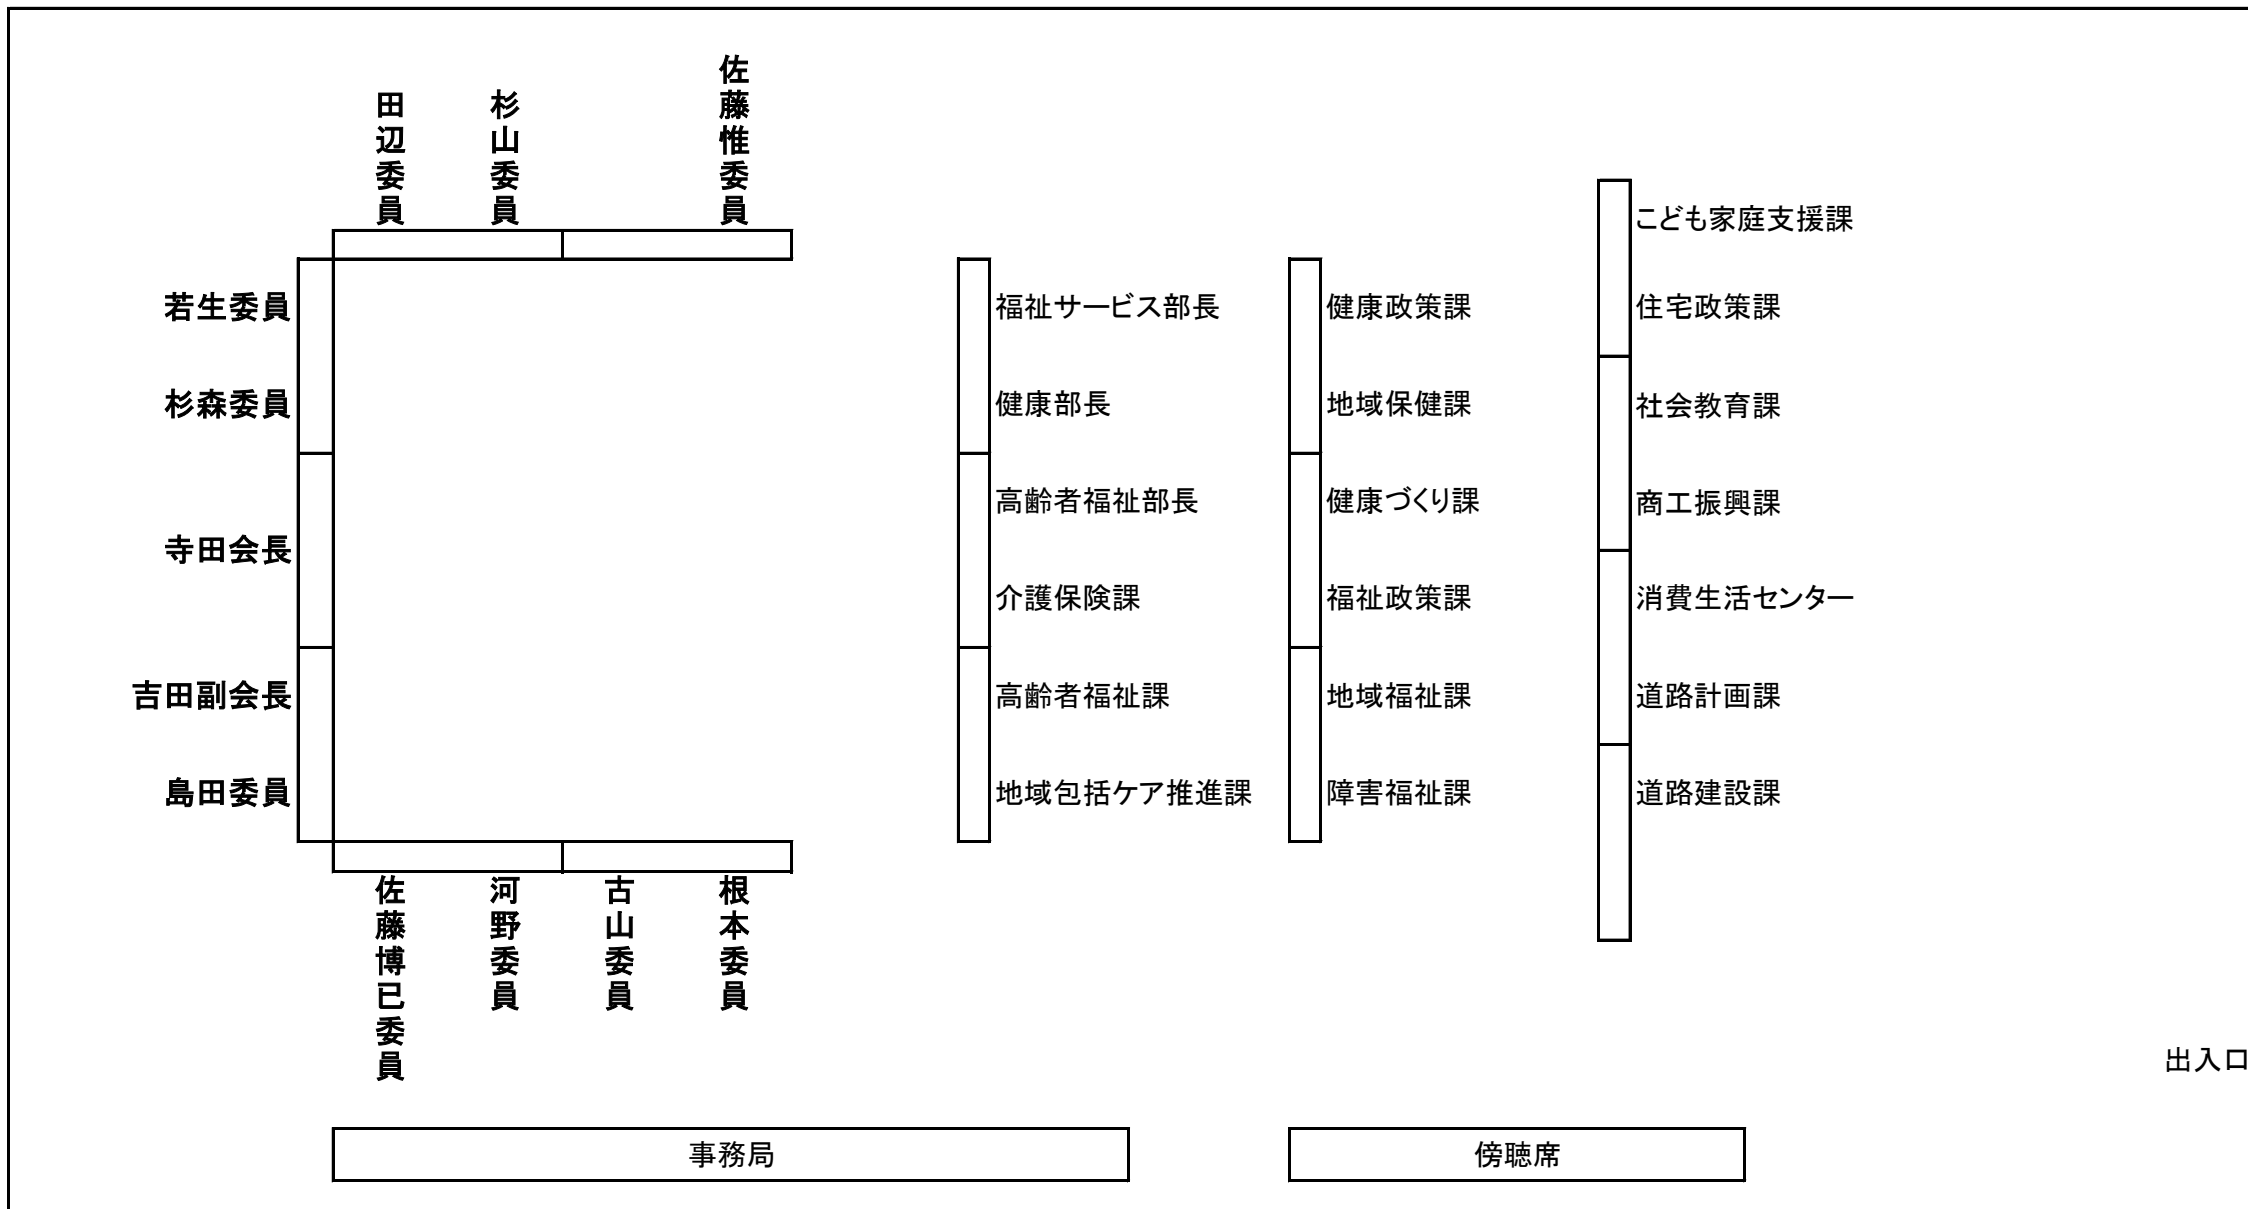 田辺委員
杉山委員
佐藤惟委員
若生委員
杉森委員
寺田会長
吉田副会長
島田委員
佐藤博已委員
河野委員
古山委員
根本委員
福祉サービス部長
健康部長
高齢者福祉部長
介護保険課
高齢者福祉課
地域包括ケア推進課
健康政策課
地域保健課
健康づくり課
福祉政策課
地域福祉課
障害福祉課
こども家庭支援課
住宅政策課
社会教育課
商工振興課
消費生活センター
道路計画課
道路建設課
出入口
事務局
傍聴席